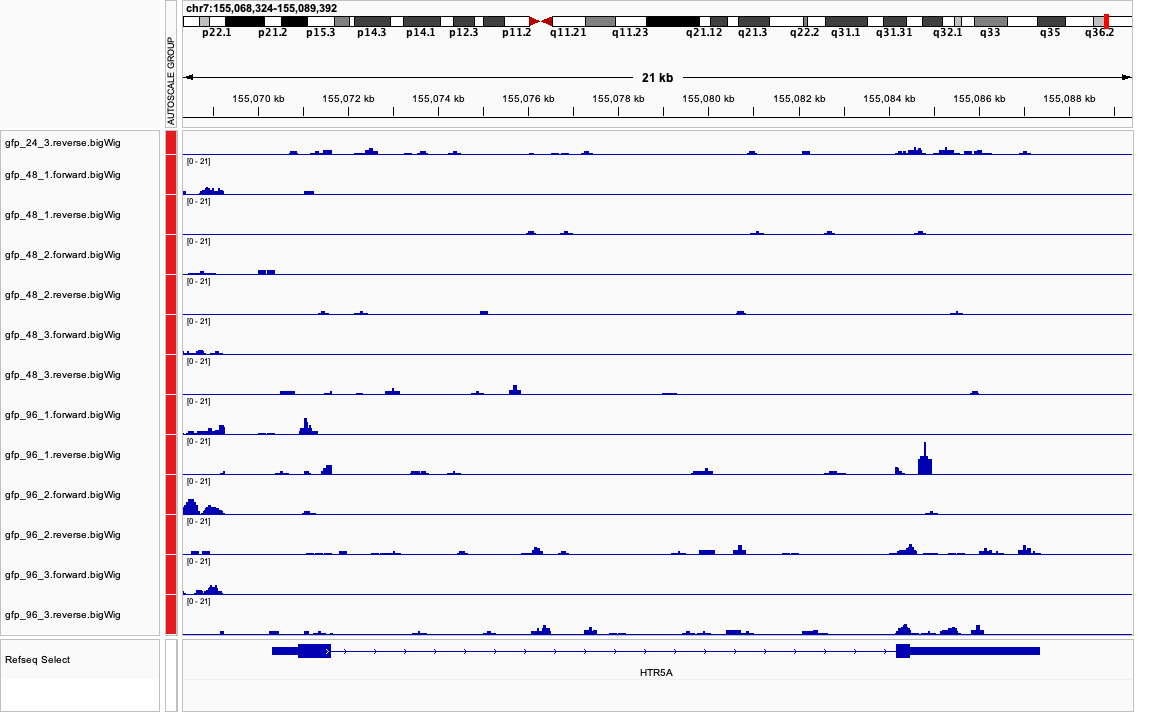 chr7:155,068,324-155,089,392
p22.1 p21.2 p15.3 p14.3 p14.1 p12.3 p11.2 q11.21 q11.23 q21.12 q21.3 q22.2 q31.1 q31.31 q32.1 q33 q35 q36.2
AUTOSCALE GROUP
21 kb
155,070 kb 155,072 kb 155,074 kb 155,076 kb 155,078 kb 155,080 kb 155,082 kb 155,084 kb 155,086 kb 155,088 kb
gfp_24_3.reverse.bigWig
[0 - 21]
gfp_48_1.forward.bigWig
[0 - 21]
gfp_48_1.reverse.bigWig
[0 - 21]
gfp_48_2.forward.bigWig
[0 - 21]
gfp_48_2.reverse.bigWig
[0 - 21]
gfp_48_3.forward.bigWig
[0 - 21]
gfp_48_3.reverse.bigWig
[0 - 21]
gfp_96_1.forward.bigWig
[0 - 21]
gfp_96_1.reverse.bigWig
[0 - 21]
gfp_96_2.forward.bigWig
[0 - 21]
gfp_96_2.reverse.bigWig
[0 - 21]
gfp_96_3.forward.bigWig
[0 - 21]
gfp_96_3.reverse.bigWig
Refseq Select
HTR5A